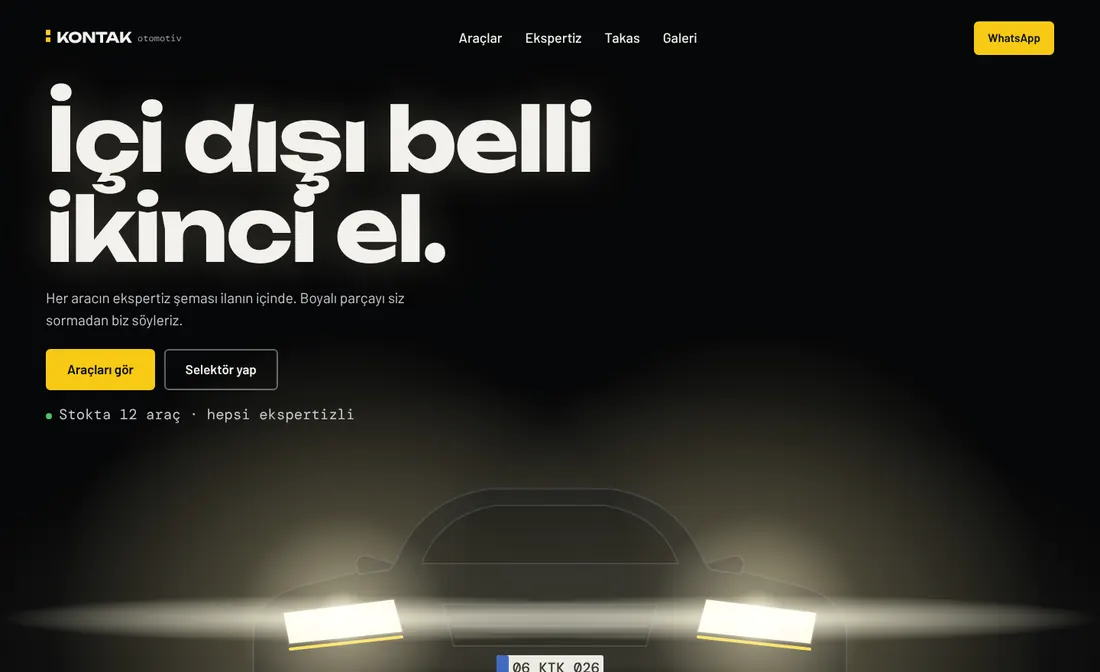 KONTAK otomotiv
Araçlar Ekspertiz Takas Galeri
WhatsApp
İçi dışı belli
ikinci el.
Her aracın ekspertiz şeması ilanın içinde. Boyalı parçayı siz
sormadan biz söyleriz.
Araçları gör
Selektör yap
Stokta 12 araç · hepsi ekspertizli
06 KTK 026